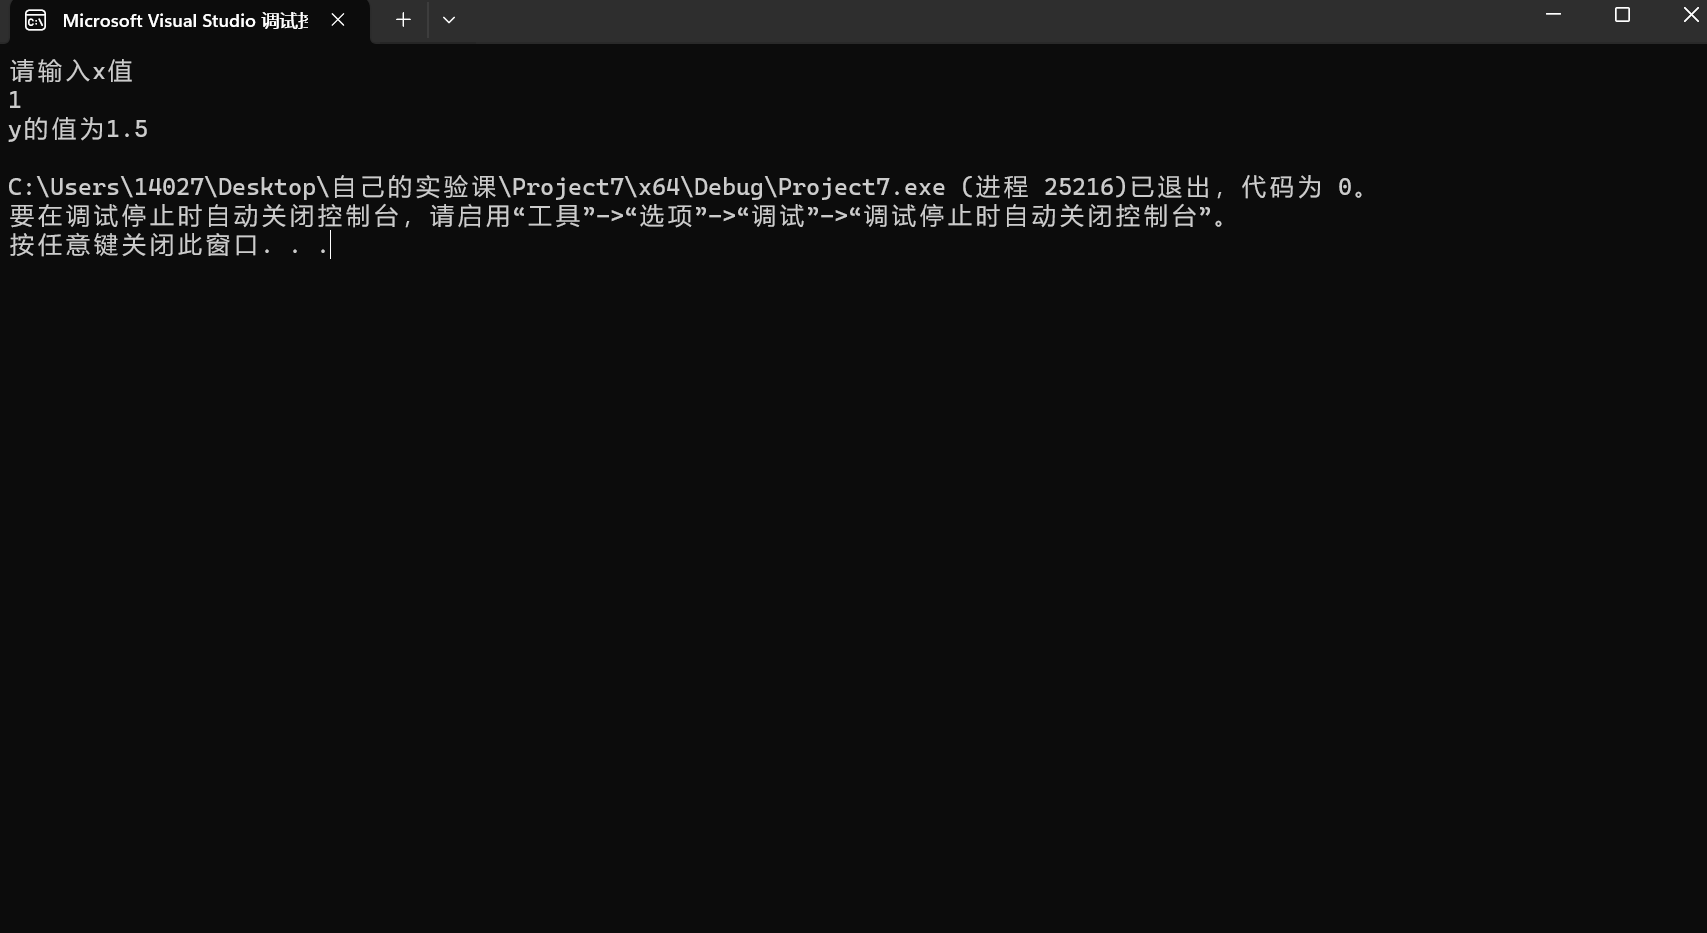 Microsoft Visual Studio 调试
请输入x值
1
y的值为1.5
C:\Users\14027\Desktop\自己的实验课\Project7\x64\Debug\Project7.exe (进程 25216)已退出，代码为 0。
要在调试停止时自动关闭控制台，请启用“工具”->“选项”->“调试”->“调试停止时自动关闭控制台”。
按任意键关闭此窗口. . .